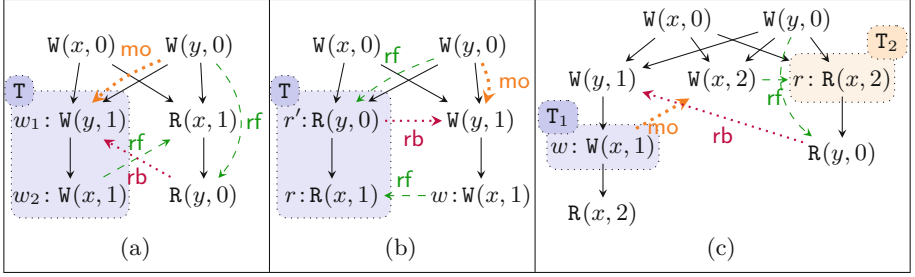 W(x, 0) W(y, 0)
mo
T
w₁: W(y, 1) R(x, 1)
rf
rf
rb
w₂: W(x, 1) R(y, 0)
(a)
W(x, 0) W(y, 0)
rf
mo
T
r′: R(y, 0) W(y, 1)
rb
rf
r: R(x, 1) w: W(x, 1)
(b)
W(x, 0) W(y, 0)
T₂
W(y, 1) W(x, 2) r: R(x, 2)
rf
T₁
mo
rb
w: W(x, 1) R(y, 0)
R(x, 2)
(c)